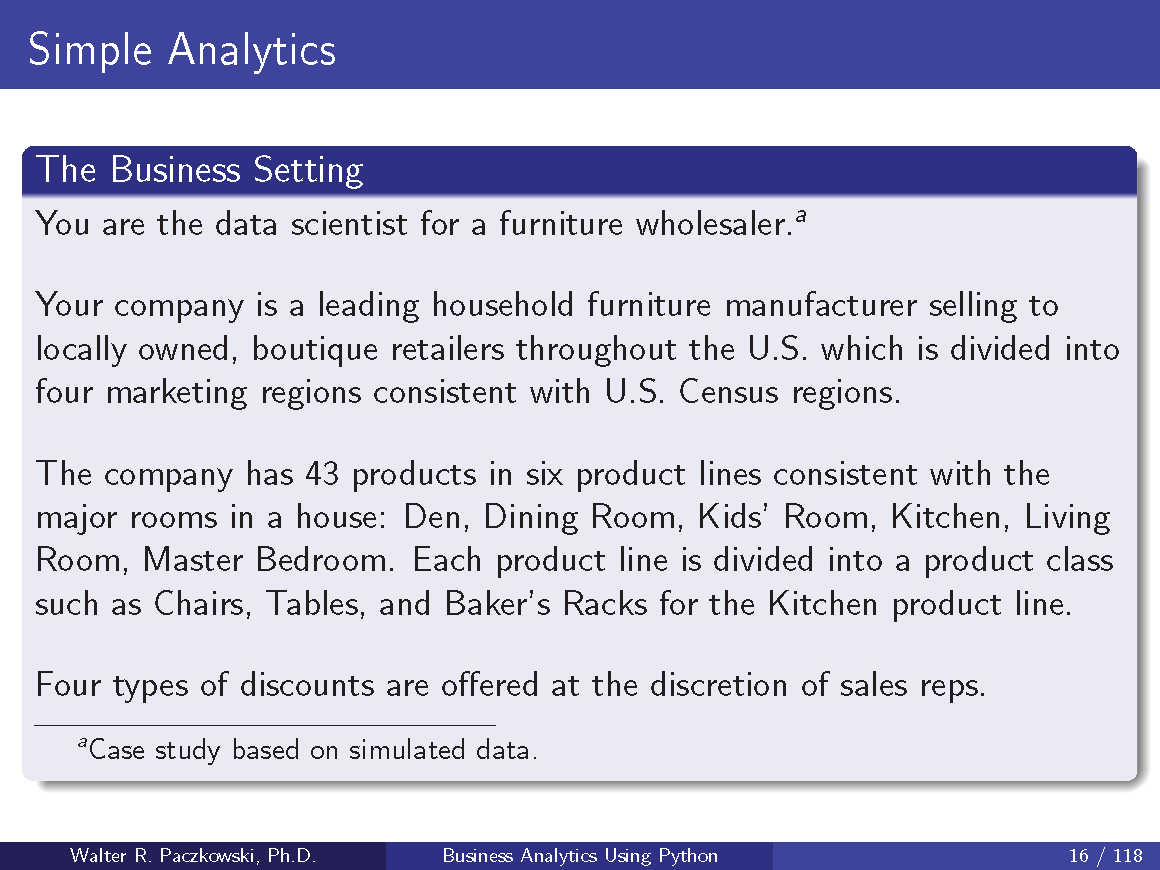 Simple Analytics
The Business Setting
You are the data scientist for a furniture wholesaler.a
Your company is a leading household furniture manufacturer selling to
locally owned, boutique retailers throughout the U.S. which is divided into
four marketing regions consistent with U.S. Census regions.
The company has 43 products in six product lines consistent with the
major rooms in a house: Den, Dining Room, Kids' Room, Kitchen, Living
Room, Master Bedroom. Each product line is divided into a product class
such as Chairs, Tables, and Baker's Racks for the Kitchen product line.
Four types of discounts are offered at the discretion of sales reps.
aCase study based on simulated data.
Walter R. Paczkowski, Ph.D. Business Analytics Using Python 16 / 118